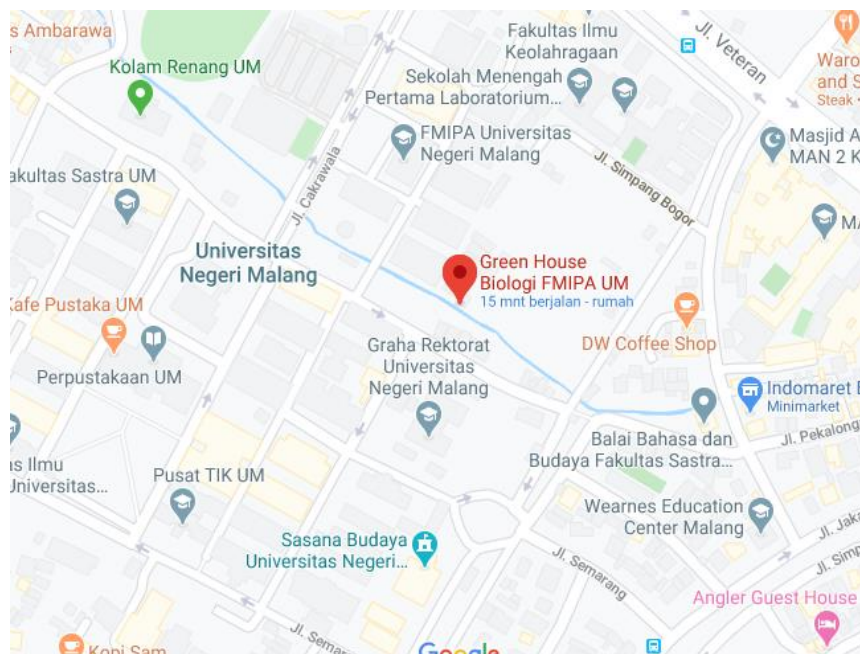 s Ambarawa
Kolam Renang UM
Fakultas Ilmu
Keolahragaan
Jl. Veteran
Waro
and S
Steak
Sekolah Menengah
Pertama Laboratorium...
FMIPA Universitas
Negeri Malang
Masjid A
MAN 2 K
Jl. Simpang Bogor
akultas Sastra UM
Jl. Cakrawala
MA
Universitas
Negeri Malang
Green House
Biologi FMIPA UM
15 mnt berjalan - rumah
Kafe Pustaka UM
DW Coffee Shop
Graha Rektorat
Universitas
Negeri Malang
Perpustakaan UM
Indomaret E
Minimarket
Balai Bahasa dan
Budaya Fakultas Sastra...
Jl. Pekalong
s Ilmu
Universitas...
Pusat TIK UM
Wearnes Education
Center Malang
Jl. Jaka
Jl. Simp
Sasana Budaya
Universitas Negeri...
Jl. Semarang
Angler Guest House
Jl. Semar
Kopi Sam
Google